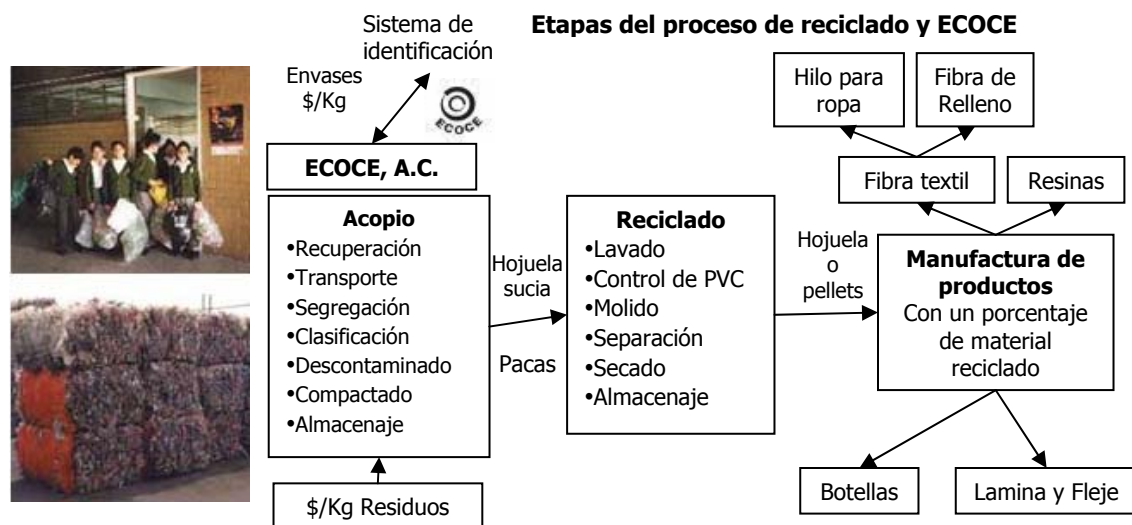 Etapas del proceso de reciclado y ECOCE
Sistema de
identificación
Envases
$/Kg
ECOCE
ECOCE, A.C.
Acopio
•Recuperación
•Transporte
•Segregación
•Clasificación
•Descontaminado
•Compactado
•Almacenaje
$/Kg Residuos
Hojuela
sucia
Pacas
Reciclado
•Lavado
•Control de PVC
•Molido
•Separación
•Secado
•Almacenaje
Hojuela
o
pellets
Hilo para
ropa
Fibra de
Relleno
Fibra textil
Resinas
Manufactura de
productos
Con un porcentaje
de material
reciclado
Botellas
Lamina y Fleje